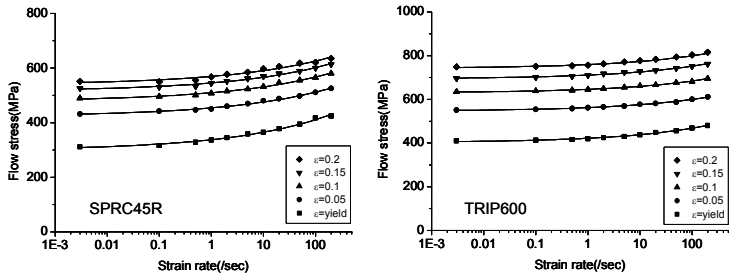 800
600
400
200
0
Flow stress(MPa)
SPRC45R
ε=0.2
ε=0.15
ε=0.1
ε=0.05
ε=yield
1E-3 0.01 0.1 1 10 100
Strain rate(/sec)
1000
800
600
400
200
0
Flow stress(MPa)
TRIP600
ε=0.2
ε=0.15
ε=0.1
ε=0.05
ε=yield
1E-3 0.01 0.1 1 10 100
Strain rate(/sec)